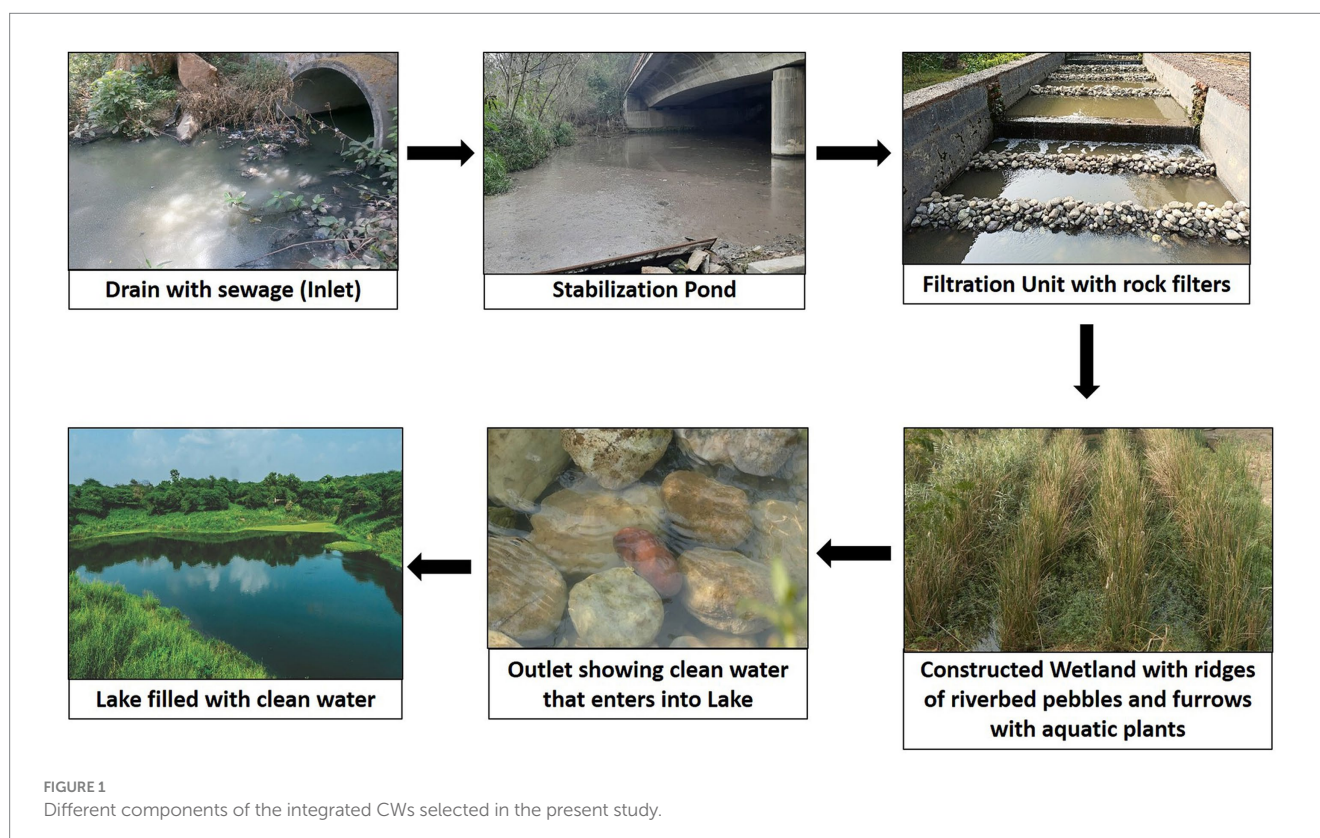 Drain with sewage (Inlet)
Stabilization Pond
Filtration Unit with rock filters
Lake filled with clean water
Outlet showing clean water
that enters into Lake
Constructed Wetland with ridges
of riverbed pebbles and furrows
with aquatic plants
FIGURE 1
Different components of the integrated CWs selected in the present study.